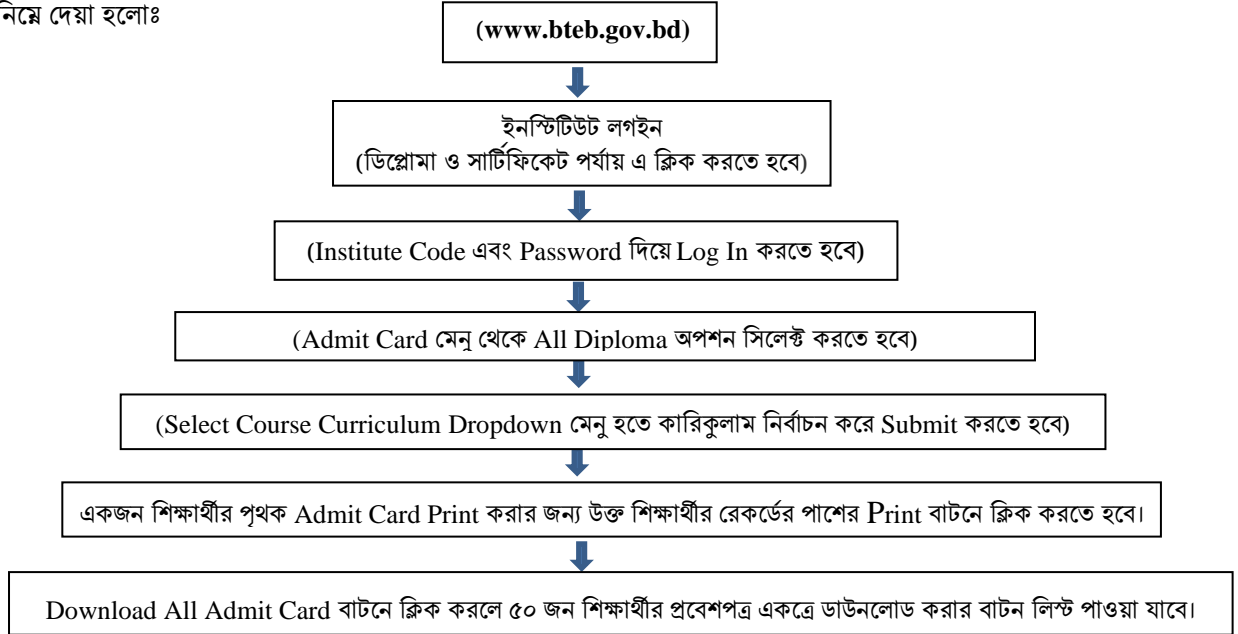 নিম্নে দেয়া হলোঃ
(www.bteb.gov.bd)
ইনস্টিটিউট লগইন
(ডিপ্লোমা ও সার্টিফিকেট পর্যায় এ ক্লিক করতে হবে)
(Institute Code এবং Password দিয়ে Log In করতে হবে)
(Admit Card মেনু থেকে All Diploma অপশন সিলেক্ট করতে হবে)
(Select Course Curriculum Dropdown মেনু হতে কারিকুলাম নির্বাচন করে Submit করতে হবে)
একজন শিক্ষার্থীর পৃথক Admit Card Print করার জন্য উক্ত শিক্ষার্থীর রেকর্ডের পাশের Print বাটনে ক্লিক করতে হবে।
Download All Admit Card বাটনে ক্লিক করলে ৫০ জন শিক্ষার্থীর প্রবেশপত্র একত্রে ডাউনলোড করার বাটন লিস্ট পাওয়া যাবে।